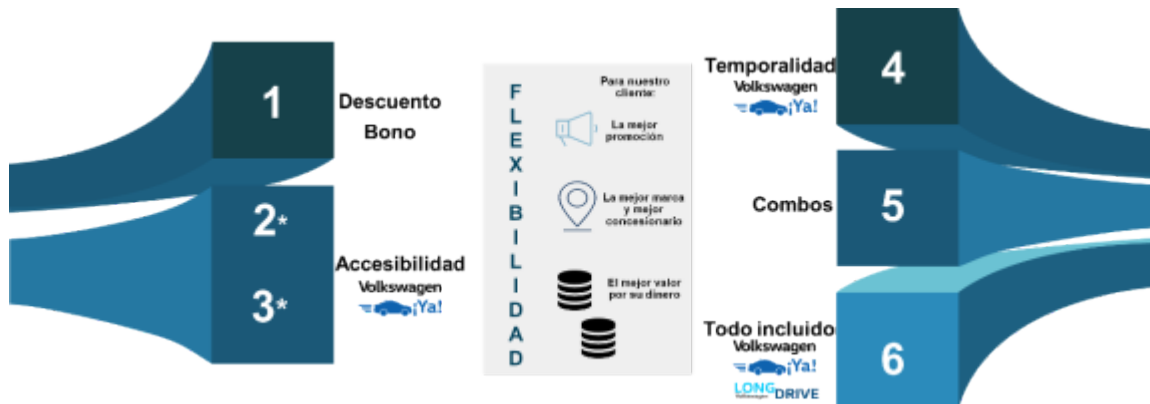 1
Descuento
Bono
2*
3*
Accesibilidad
Volkswagen
¡Ya!
FLEXIBILIDAD
Para nuestro
cliente:
La mejor
promoción
La mejor marca
y mejor
concesionario
El mejor valor
por su dinero
Temporalidad
Volkswagen
¡Ya!
4
Combos
5
Todo incluido
Volkswagen
¡Ya!
LONG
Volkswagen
DRIVE
6